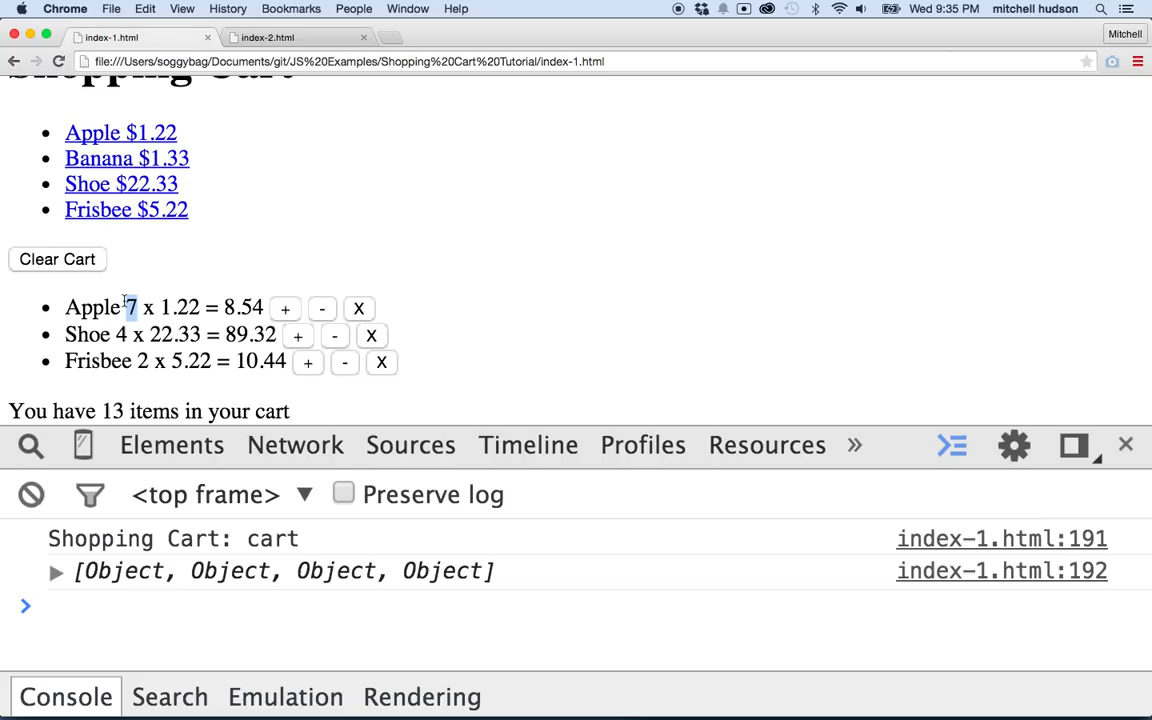 Chrome File Edit View History Bookmarks People Window Help Wed 9:35 PM mitchell hudson
index-1.html × index-2.html × Mitchell
file:///Users/soggybag/Documents/git/JS%20Examples/Shopping%20Cart%20Tutorial/index-1.html
Shopping Cart
• Apple $1.22
• Banana $1.33
• Shoe $22.33
• Frisbee $5.22
Clear Cart
• Apple 7 x 1.22 = 8.54 + - X
• Shoe 4 x 22.33 = 89.32 + - X
• Frisbee 2 x 5.22 = 10.44 + - X
You have 13 items in your cart
Elements Network Sources Timeline Profiles Resources »
<top frame> ▼ Preserve log
Shopping Cart: cart index-1.html:191
▶ [Object, Object, Object, Object] index-1.html:192
Console Search Emulation Rendering